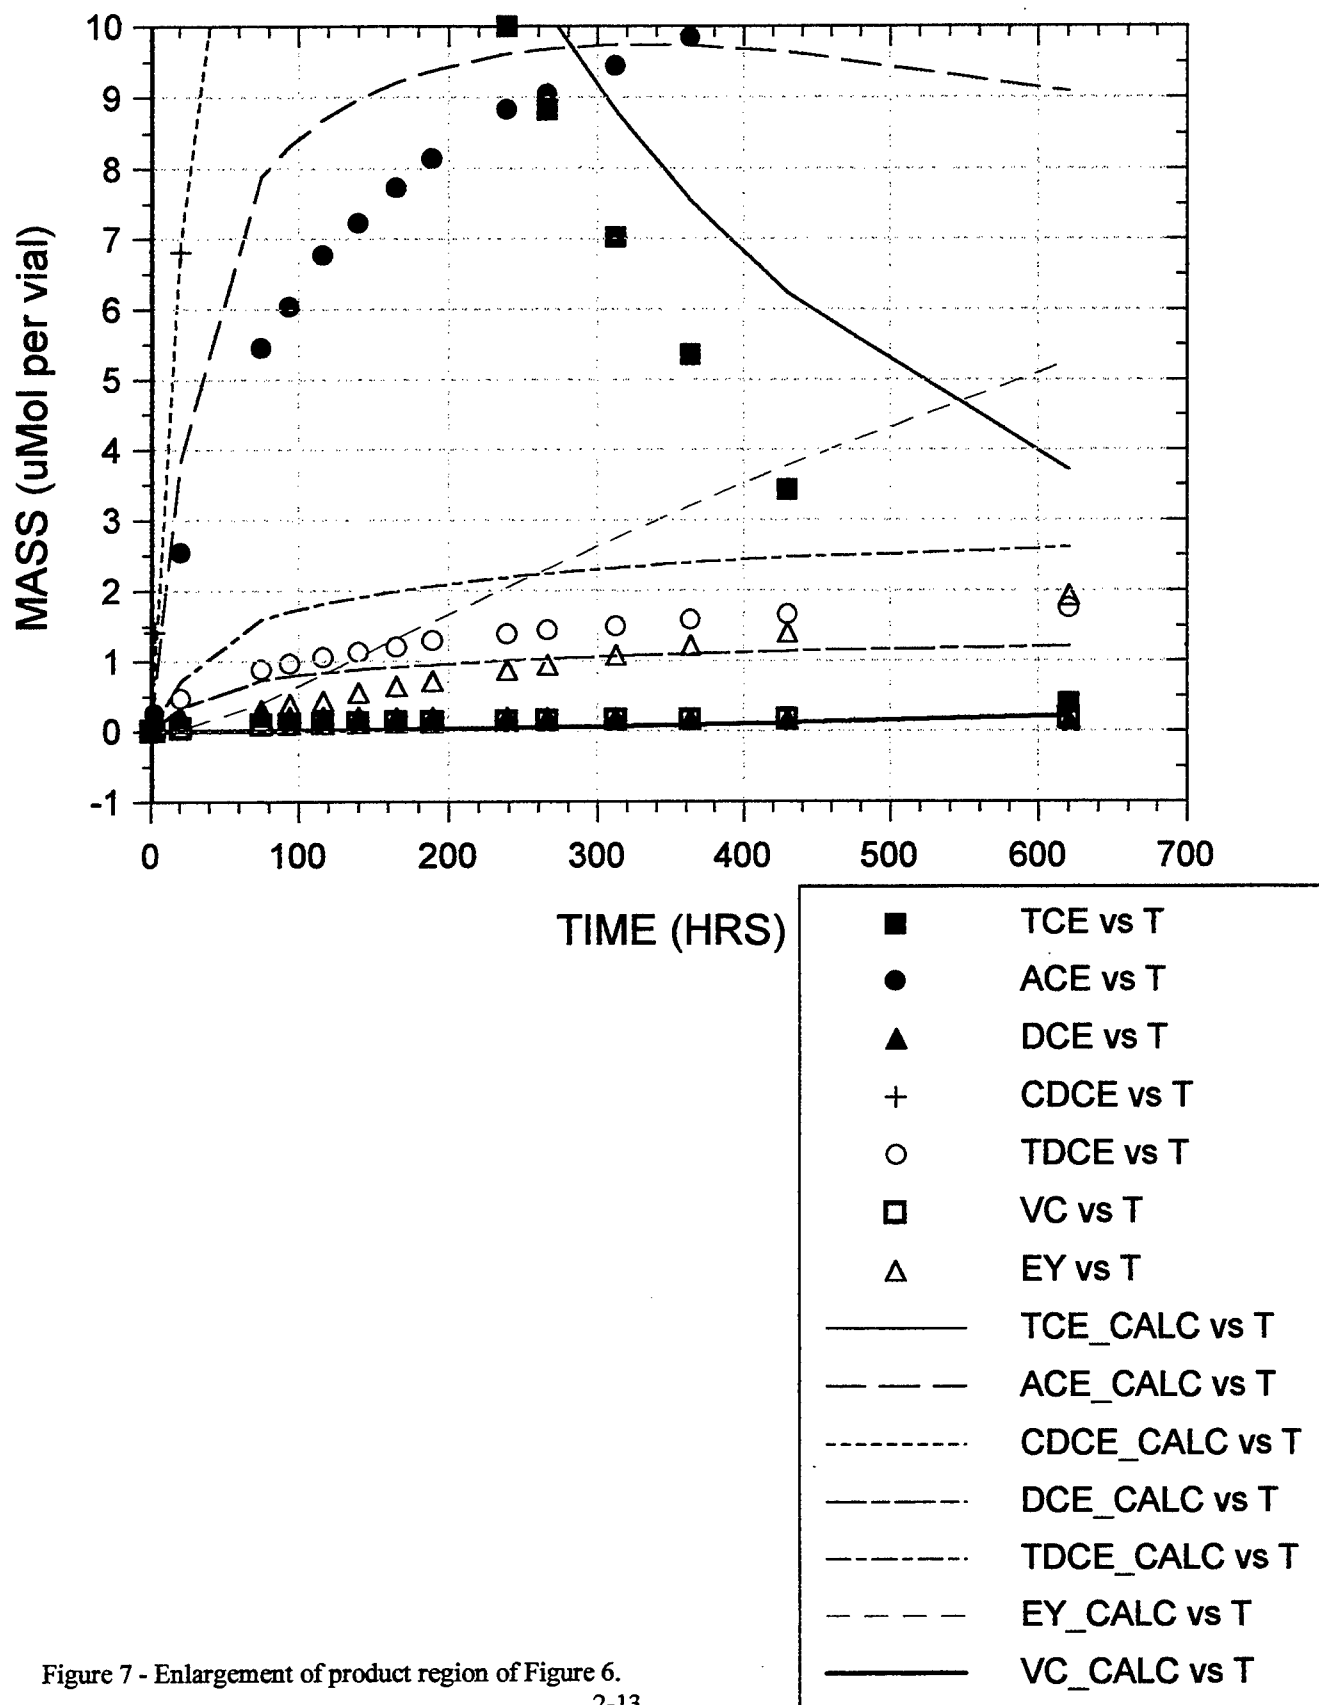 10
9
8
7
6
5
4
3
2
1
0
-1
MASS (uMol per vial)
0 100 200 300 400 500 600 700
TIME (HRS)
TCE vs T
ACE vs T
DCE vs T
CDCE vs T
TDCE vs T
VC vs T
EY vs T
TCE_CALC vs T
ACE_CALC vs T
CDCE_CALC vs T
DCE_CALC vs T
TDCE_CALC vs T
EY_CALC vs T
VC_CALC vs T
Figure 7 - Enlargement of product region of Figure 6.
2-13